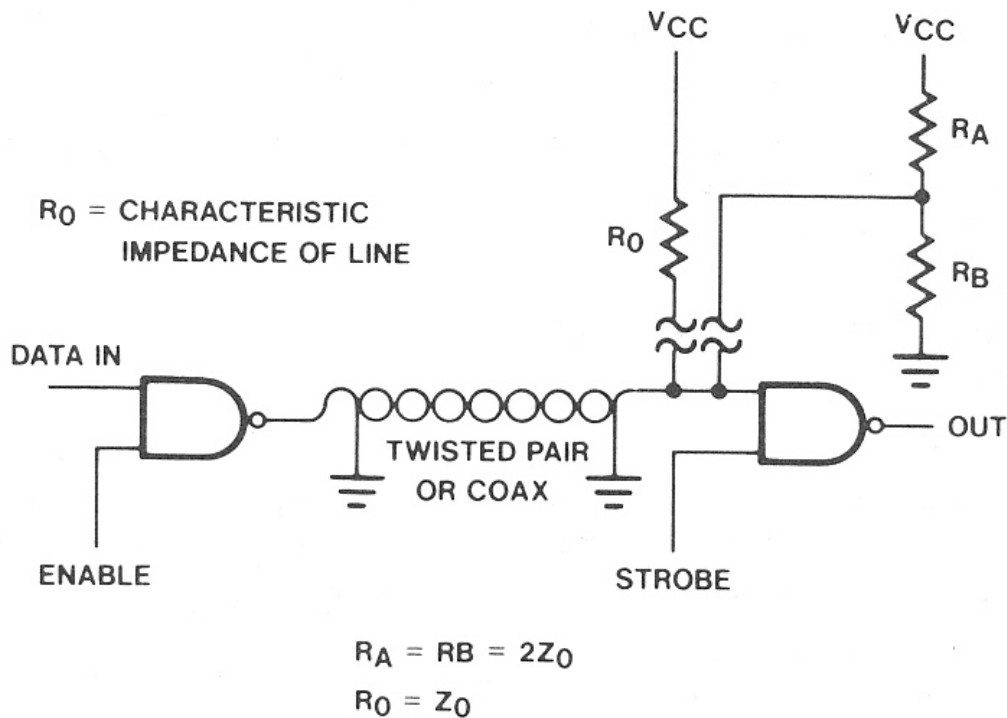 VCC
VCC
RA
R0 = CHARACTERISTIC
IMPEDANCE OF LINE
R0
RB
DATA IN
OUT
TWISTED PAIR
OR COAX
ENABLE
STROBE
RA = RB = 2Z0
R0 = Z0